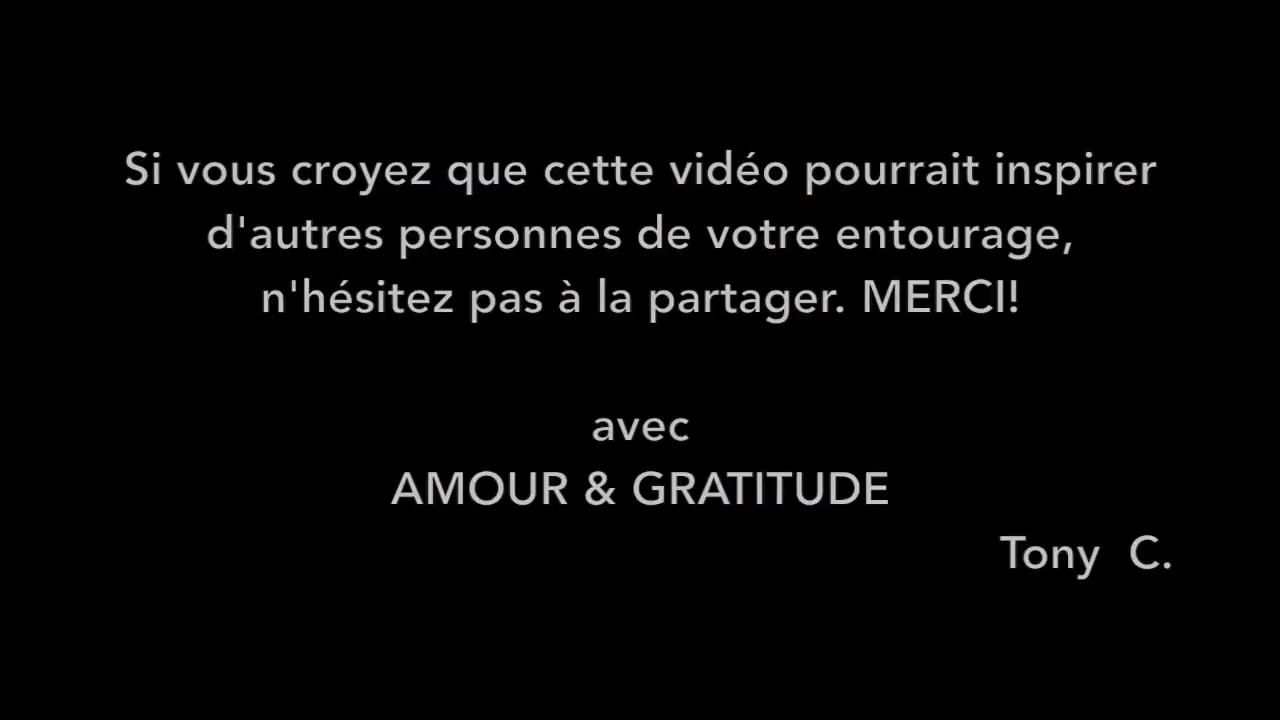 Si vous croyez que cette vidéo pourrait inspirer
d'autres personnes de votre entourage,
n'hésitez pas à la partager. MERCI!
avec
AMOUR & GRATITUDE
Tony  C.